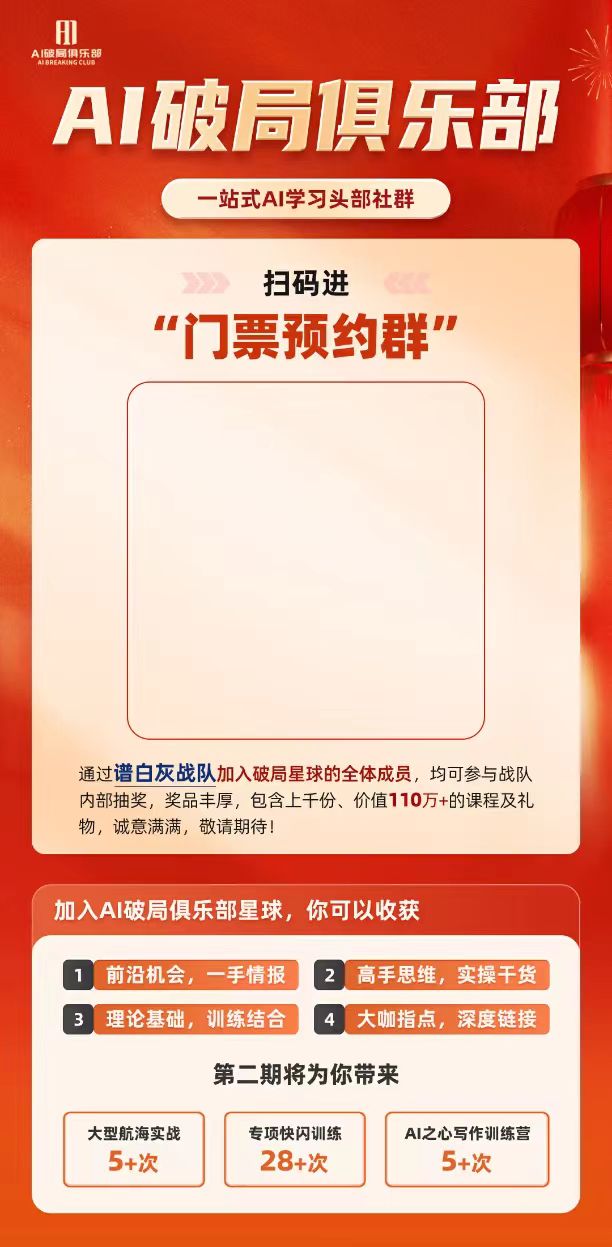 AI破局俱乐部
AI BREAKING CLUB
AI破局俱乐部
一站式AI学习头部社群
扫码进
“门票预约群”
通过谱白灰战队加入破局星球的全体成员，均可参与战队
内部抽奖，奖品丰厚，包含上千份、价值110万+的课程及礼
物，诚意满满，敬请期待！
加入AI破局俱乐部星球，你可以收获
1 前沿机会，一手情报
2 高手思维，实操干货
3 理论基础，训练结合
4 大咖指点，深度链接
第二期将为你带来
大型航海实战
5+次
专项快闪训练
28+次
AI之心写作训练营
5+次